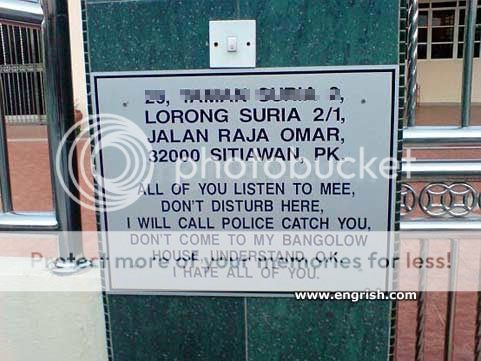 LORONG SURIA 2/1,
JALAN RAJA OMAR,
32000 SITIAWAN, PK.
ALL OF YOU LISTEN TO MEE,
DON'T DISTURB HERE,
I WILL CALL POLICE CATCH YOU,
DON'T COME TO MY BANGOLOW
HOUSE, UNDERSTAND, O.K.
I HATE ALL OF YOU.
photobucket
Protect more of your memories for less!
www.engrish.com